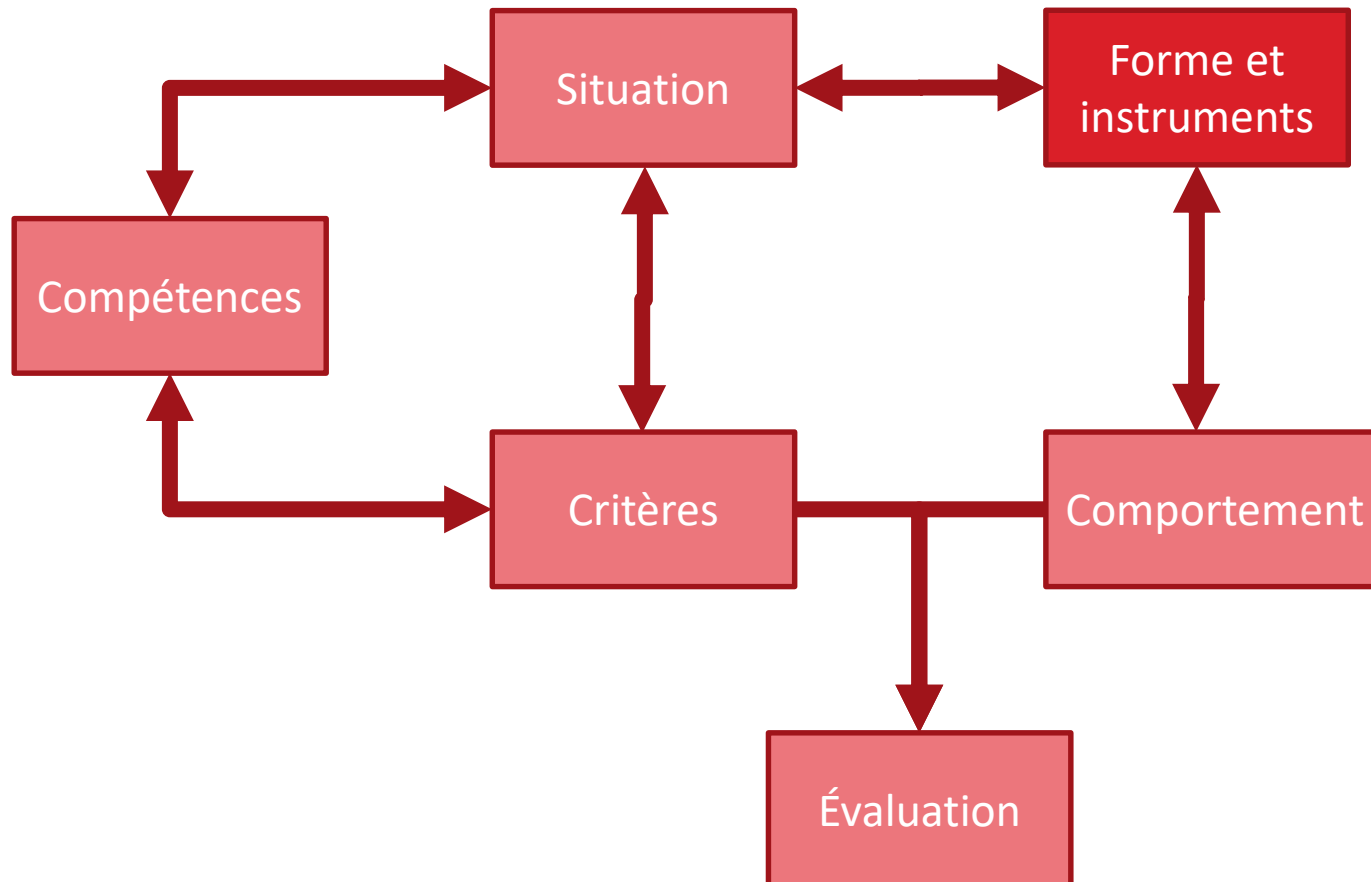 Situation
Forme et
instruments
Compétences
Critères
Comportement
Évaluation